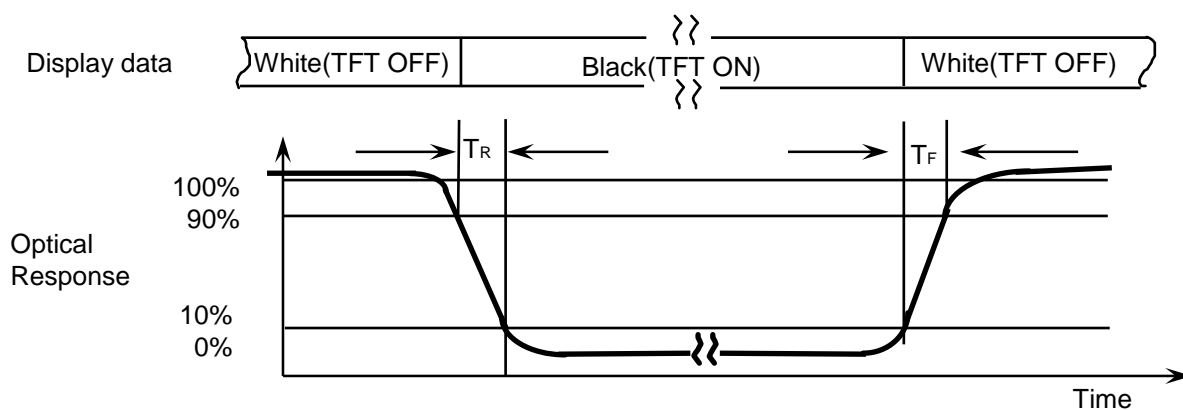 Display data
White(TFT OFF)
Black(TFT ON)
White(TFT OFF)
TR
TF
100%
90%
Optical
Response
10%
0%
Time